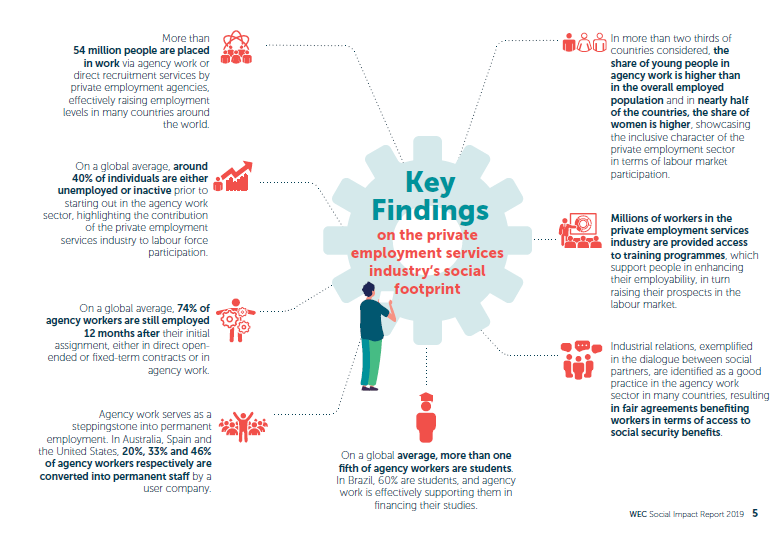 More than
54 million people are placed
in work via agency work or
direct recruitment services by
private employment agencies,
effectively raising employment
levels in many countries around
the world.
On a global average, around
40% of individuals are either
unemployed or inactive prior to
starting out in the agency work
sector, highlighting the contribution
of the private employment
services industry to labour force
participation.
On a global average, 74% of
agency workers are still employed
12 months after their initial
assignment, either in direct open-
ended or fixed-term contracts or in
agency work.
Agency work serves as a
steppingstone into permanent
employment. In Australia, Spain and
the United States, 20%, 33% and 46%
of agency workers respectively are
converted into permanent staff by a
user company.
Key
Findings
on the private
employment services
industry's social
footprint
On a global average, more than one
fifth of agency workers are students.
In Brazil, 60% are students, and agency
work is effectively supporting them in
financing their studies.
In more than two thirds of
countries considered, the
share of young people in
agency work is higher than
in the overall employed
population and in nearly half
of the countries, the share of
women is higher, showcasing
the inclusive character of the
private employment sector
in terms of labour market
participation.
Millions of workers in the
private employment services
industry are provided access
to training programmes, which
support people in enhancing
their employability, in turn
raising their prospects in the
labour market.
Industrial relations, exemplified
in the dialogue between social
partners, are identified as a good
practice in the agency work
sector in many countries, resulting
in fair agreements benefiting
workers in terms of access to
social security benefits.
WEC Social Impact Report 2019 5